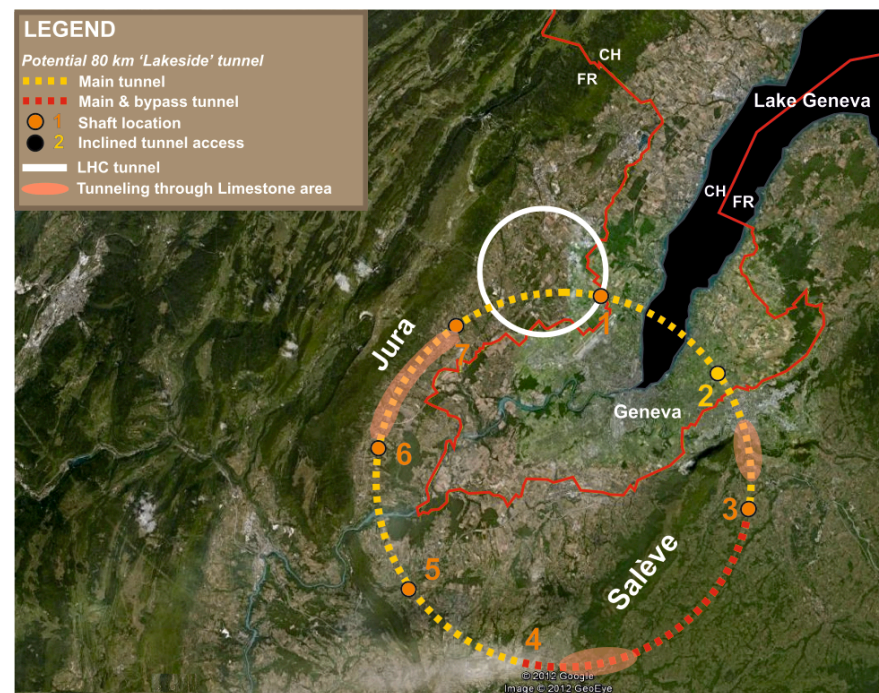 LEGEND
Potential 80 km ‘Lakeside’ tunnel
Main tunnel
Main & bypass tunnel
1 Shaft location
2 Inclined tunnel access
LHC tunnel
Tunneling through Limestone area
CH
FR
Lake Geneva
CH
FR
1
Jura
7
2
Geneva
6
3
Salève
5
4
© 2012 Google
Image © 2012 GeoEye